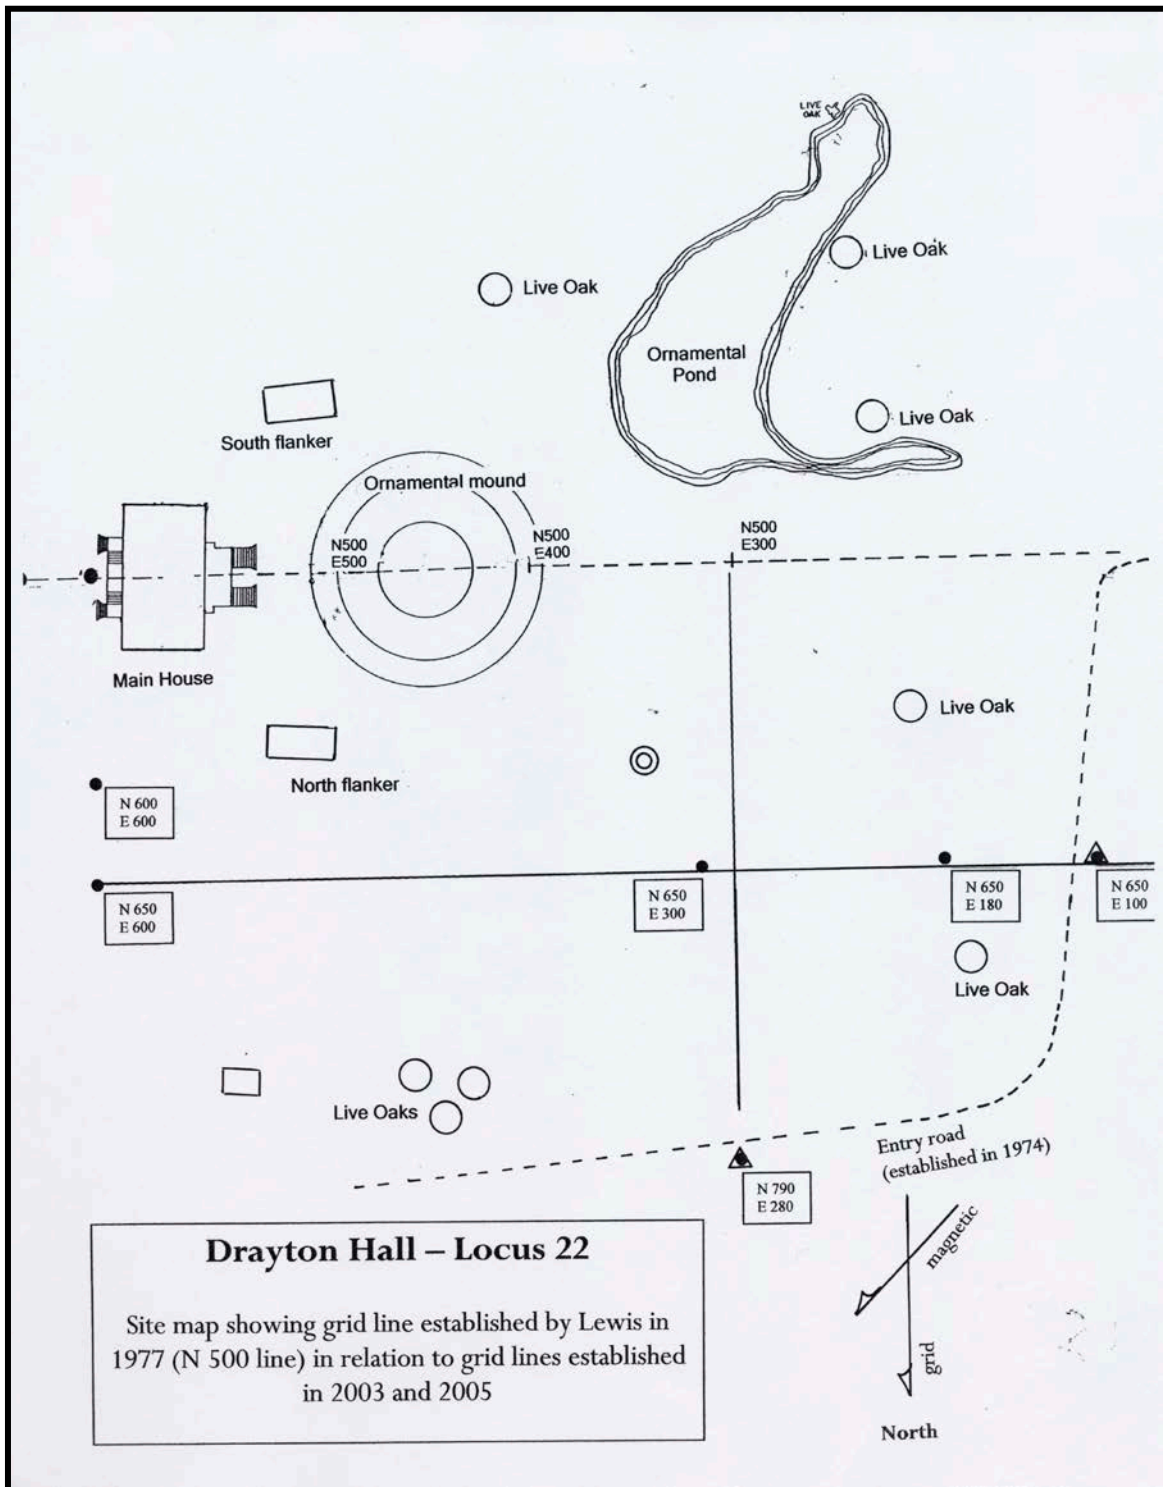 LIVE
OAK
Live Oak
Live Oak
Ornamental
Pond
Live Oak
South flanker
Ornamental mound
N500
E500
N500
E400
N500
E300
Main House
Live Oak
North flanker
N 600
E 600
N 650
E 600
N 650
E 300
N 650
E 180
N 650
E 100
Live Oak
Live Oaks
Entry road
(established in 1974)
N 790
E 280
magnetic
grid
North
Drayton Hall – Locus 22
Site map showing grid line established by Lewis in
1977 (N 500 line) in relation to grid lines established
in 2003 and 2005